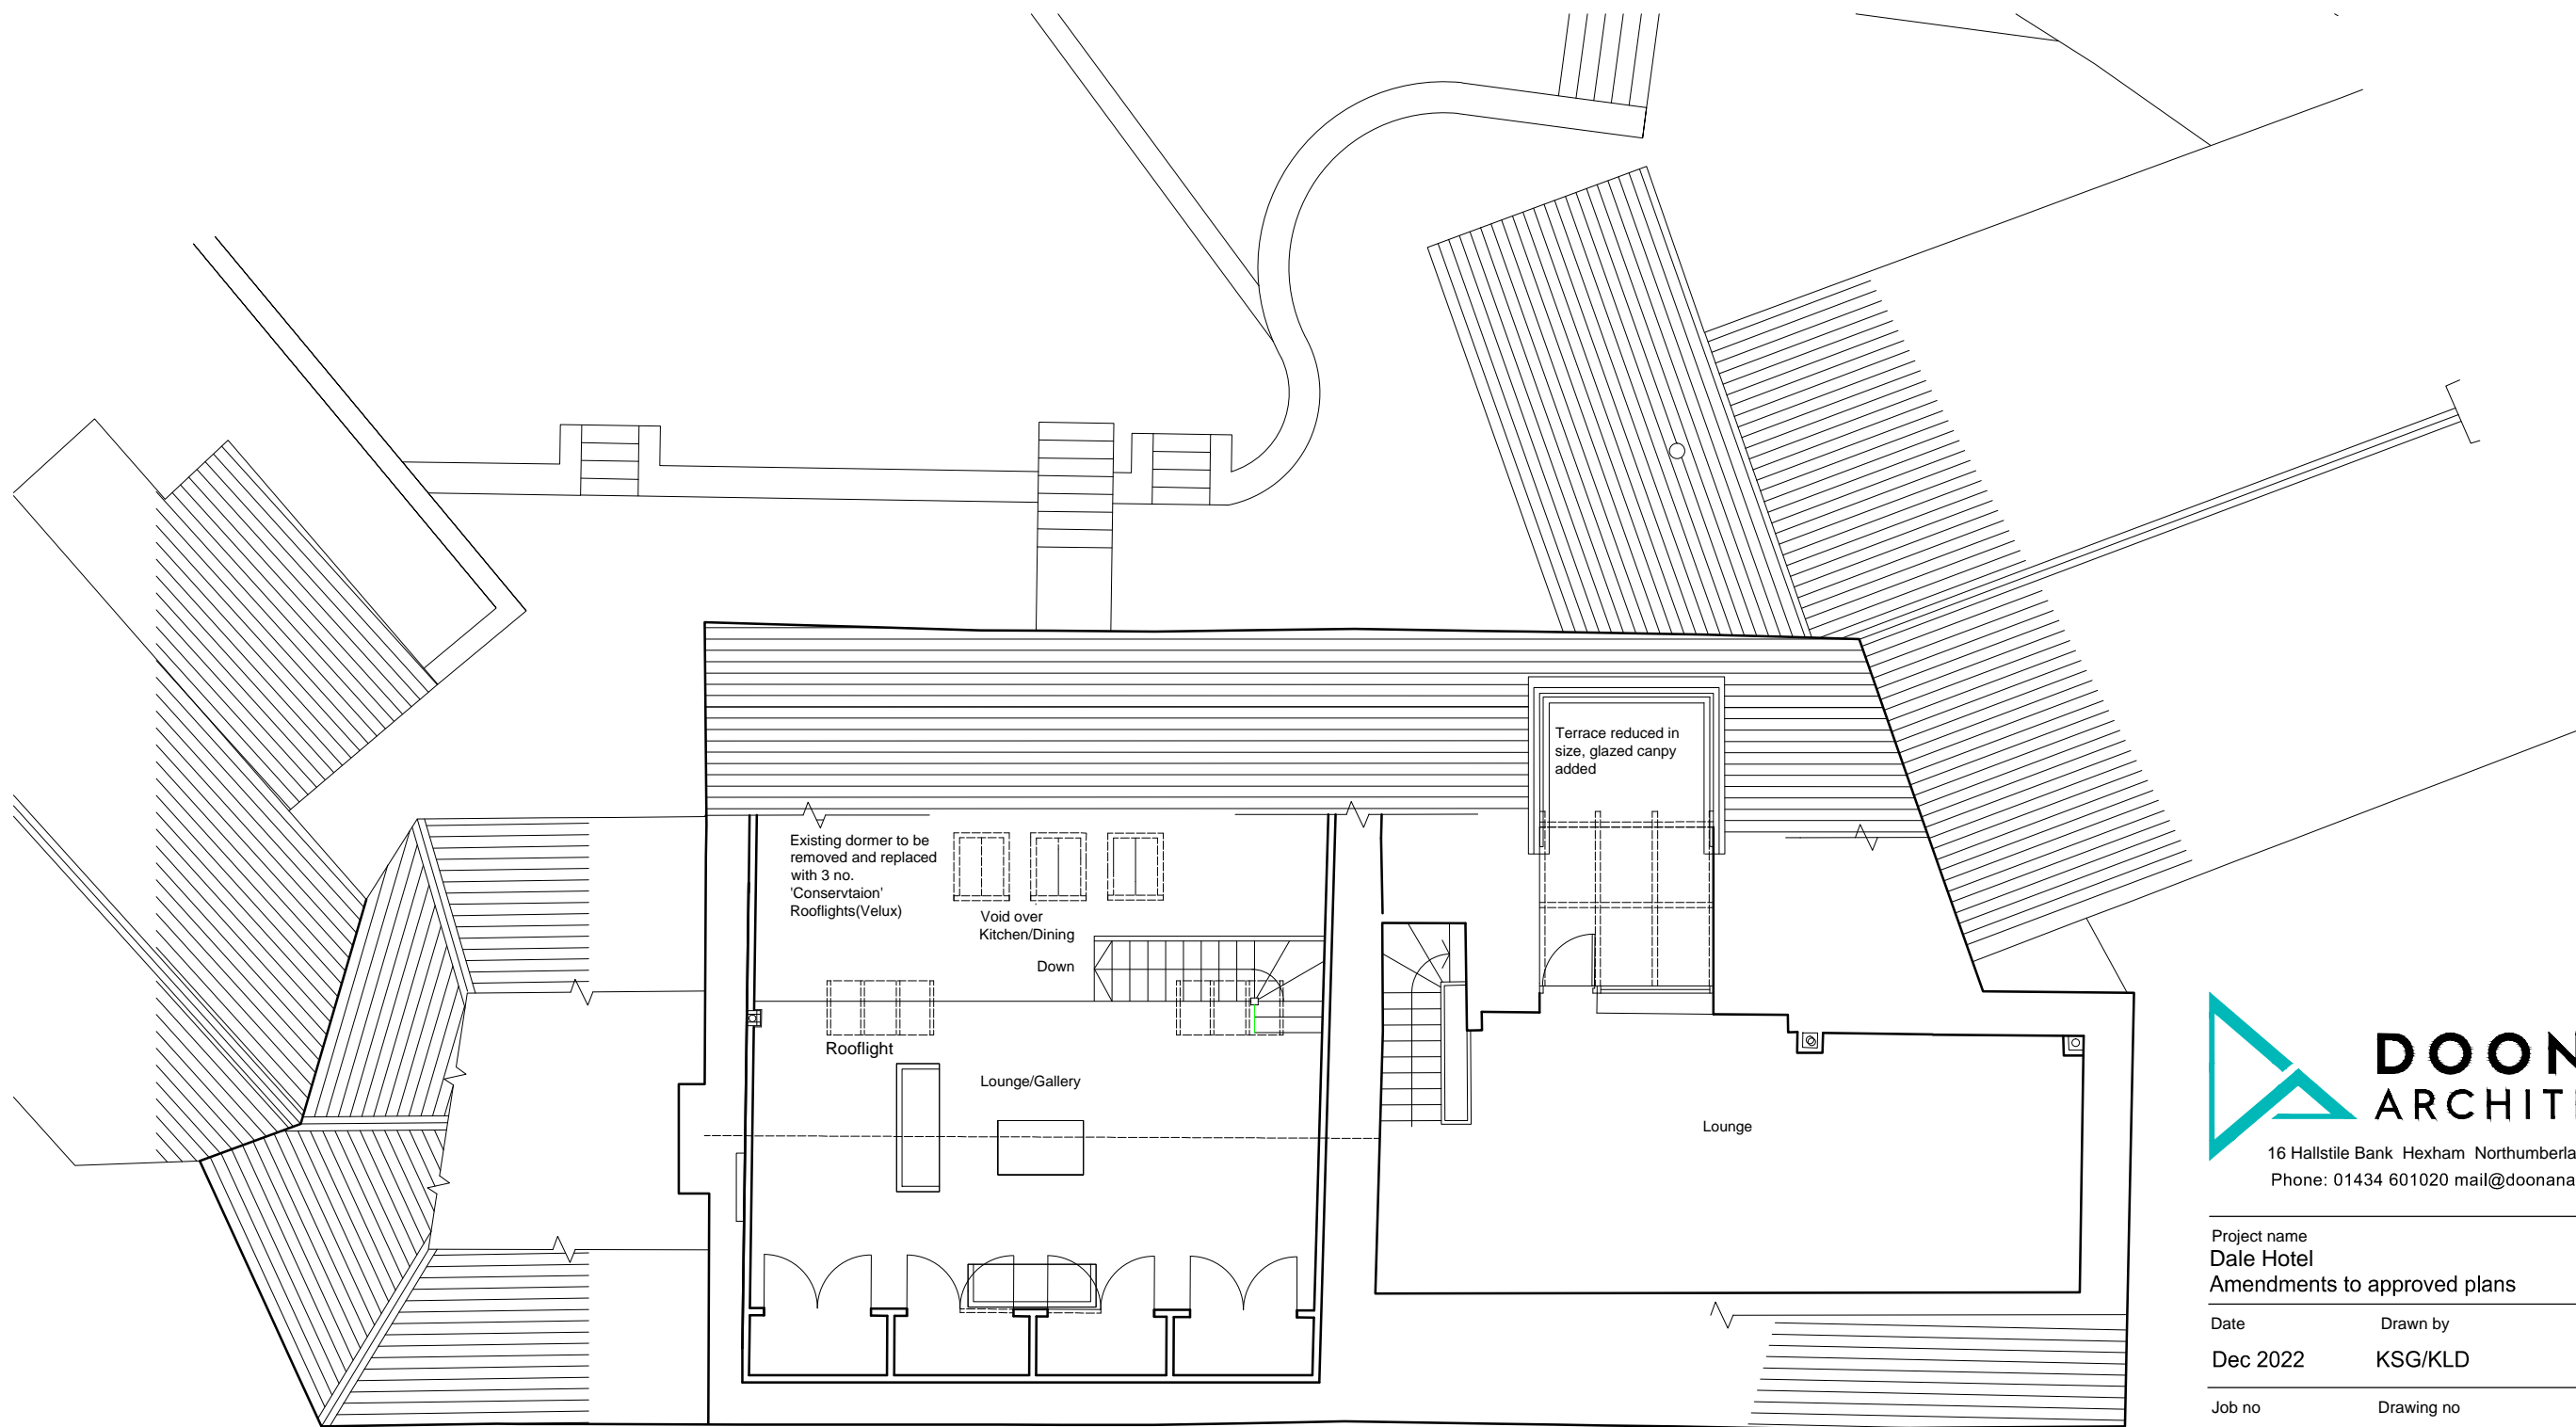 Terrace reduced in
size, glazed canpy
added
Existing dormer to be
removed and replaced
with 3 no.
'Conservtaion'
Rooflights(Velux)
Void over
Kitchen/Dining
Down
Rooflight
Lounge/Gallery
Lounge
DOON
ARCHIT
16 Hallstile Bank Hexham Northumberla
Phone: 01434 601020 mail@doonana
Project name
Dale Hotel
Amendments to approved plans
Date Drawn by
Dec 2022 KSG/KLD
Job no Drawing no